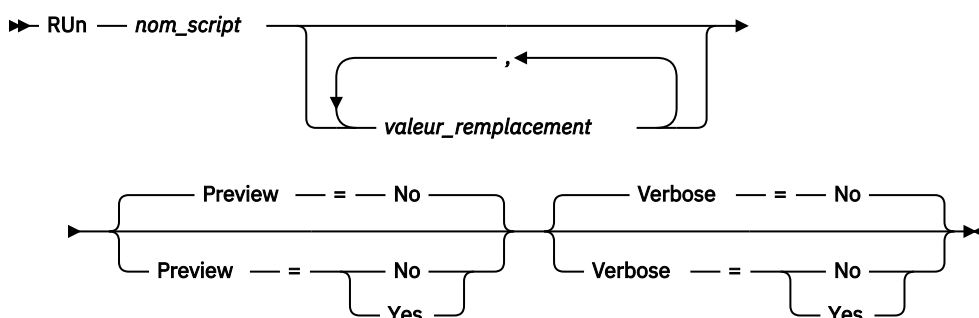 RUn nom_script
,
valeur_remplacement
Preview = No Verbose = No
Preview = No Verbose = No
Yes Yes